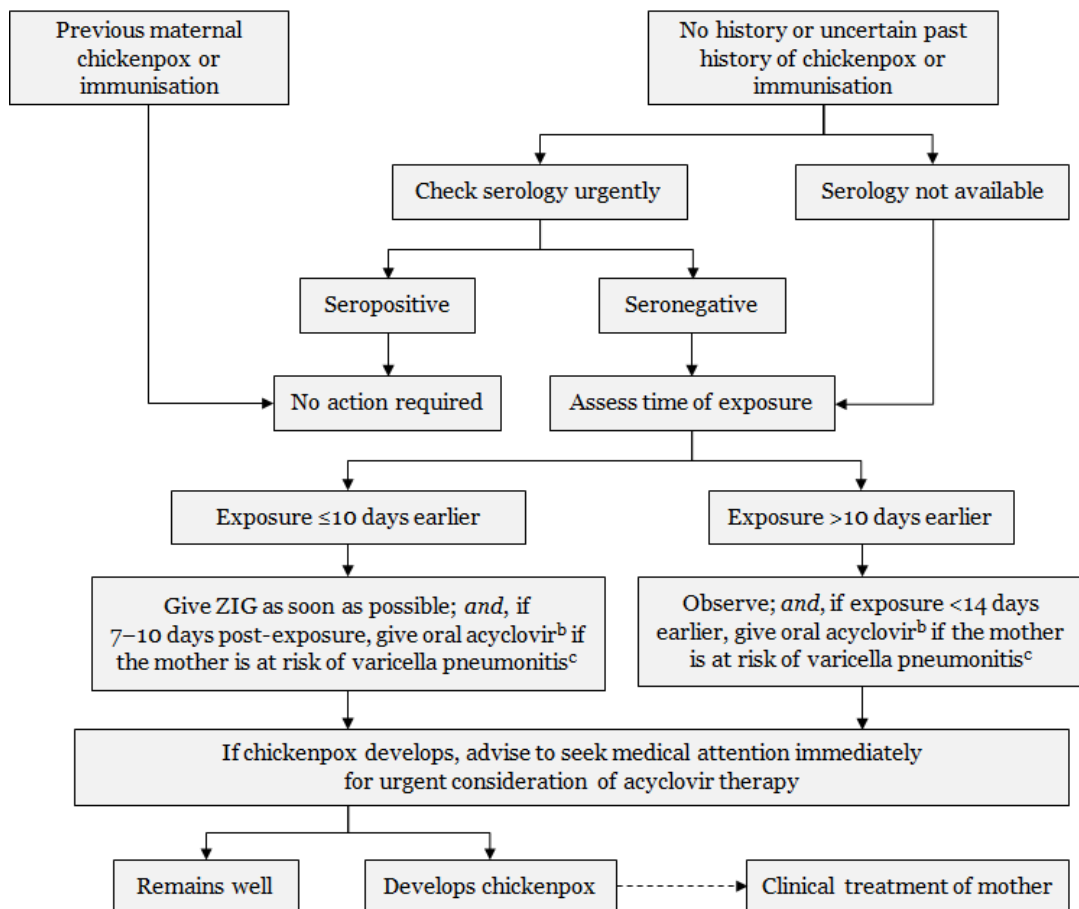 Previous maternal
chickenpox or
immunisation
No history or uncertain past
history of chickenpox or
immunisation
Check serology urgently
Serology not available
Seropositive
Seronegative
No action required
Assess time of exposure
Exposure ≤10 days earlier
Exposure >10 days earlier
Give ZIG as soon as possible; and, if
7–10 days post-exposure, give oral acyclovirᵇ if
the mother is at risk of varicella pneumonitisᶜ
Observe; and, if exposure <14 days
earlier, give oral acyclovirᵇ if the mother
is at risk of varicella pneumonitisᶜ
If chickenpox develops, advise to seek medical attention immediately
for urgent consideration of acyclovir therapy
Remains well
Develops chickenpox
Clinical treatment of mother